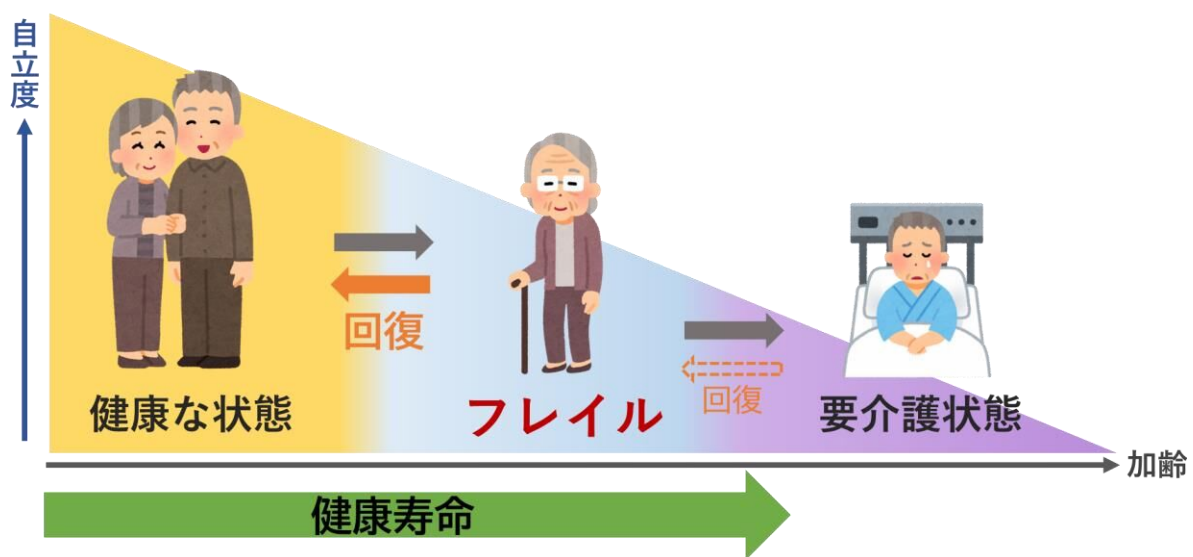 自立度
回復
回復
健康な状態
フレイル
要介護状態
加齢
健康寿命